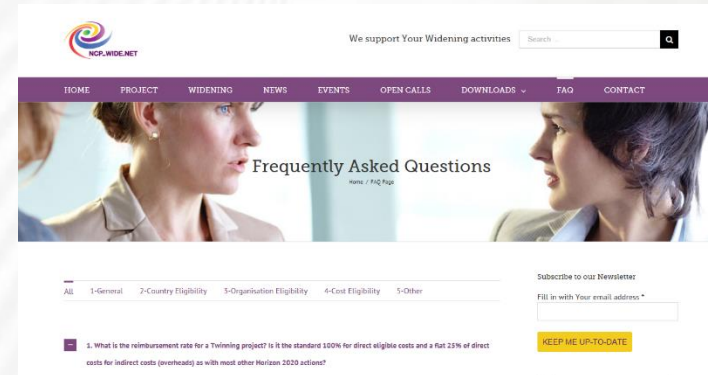 We support Your Widening activities
Search ...
NCP_WIDE.NET
HOME PROJECT WIDENING NEWS EVENTS OPEN CALLS DOWNLOADS FAQ CONTACT
Frequently Asked Questions
Home / FAQ Page
All 1-General 2-Country Eligibility 3-Organisation Eligibility 4-Cost Eligibility 5-Other
Subscribe to our Newsletter
Fill in with Your email address *
KEEP ME UP-TO-DATE
1. What is the reimbursement rate for a Twinning project? Is it the standard 100% for direct eligible costs and a flat 25% of direct
costs for indirect costs (overheads) as with most other Horizon 2020 actions?